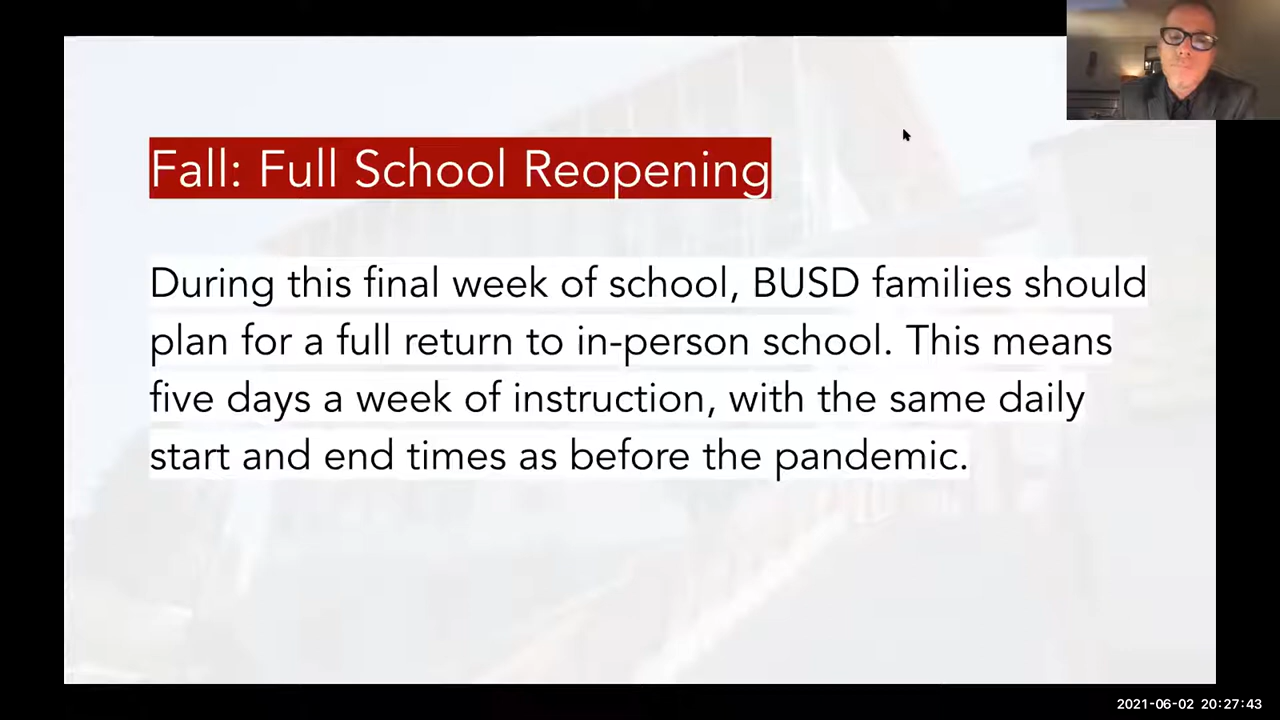 Fall: Full School Reopening
During this final week of school, BUSD families should
plan for a full return to in-person school. This means
five days a week of instruction, with the same daily
start and end times as before the pandemic.
2021-06-02 20:27:43